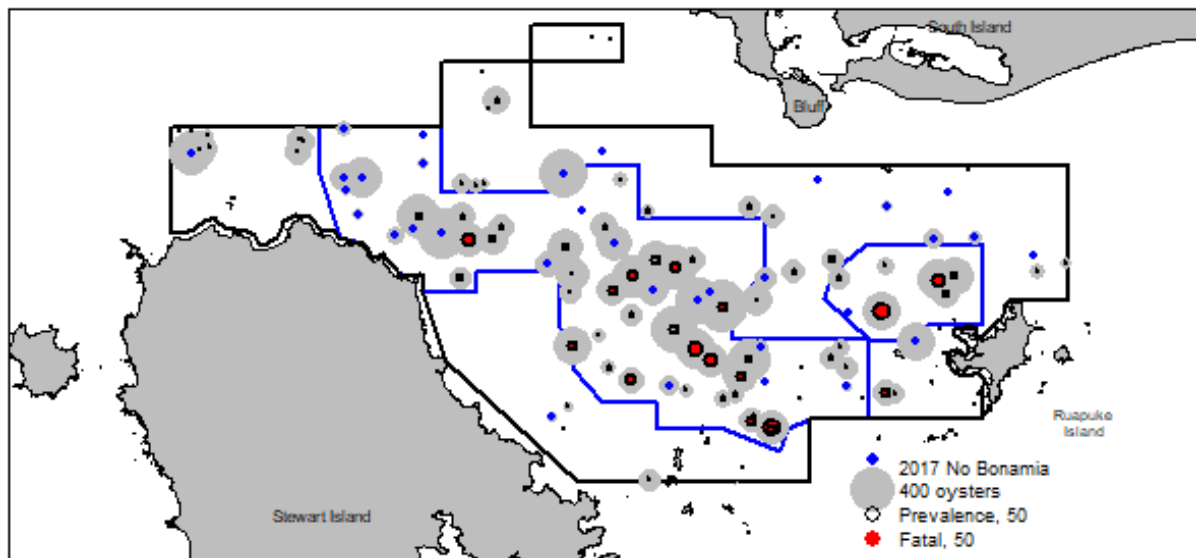 South Island
Bluff
Ruapuke
Island
2017 No Bonamia
400 oysters
Prevalence, 50
Fatal, 50
Stewart Island